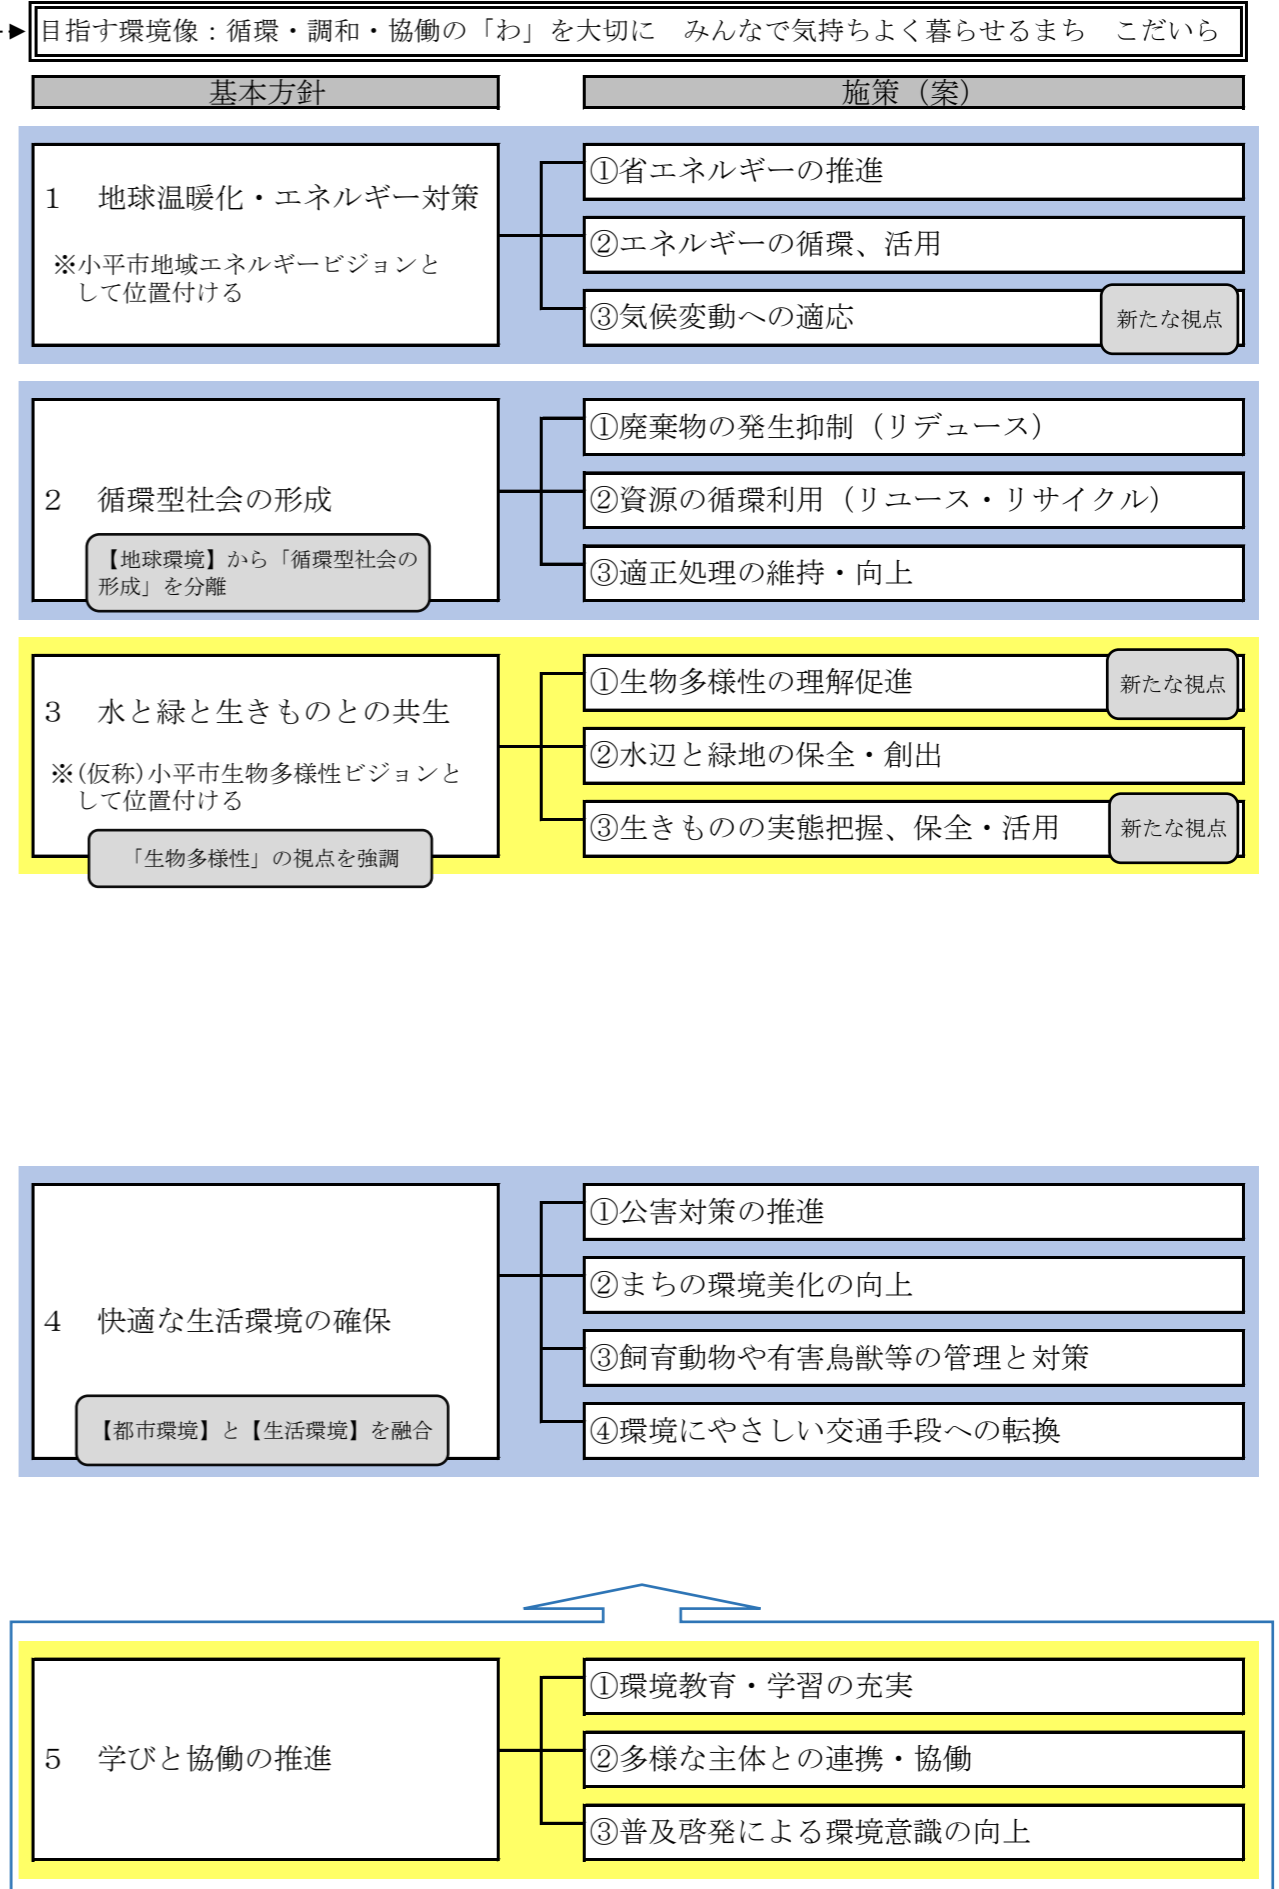 目指す環境像：循環・調和・協働の「わ」を大切に　みんなで気持ちよく暮らせるまち　こだいら
基本方針
施策（案）
１　地球温暖化・エネルギー対策
※小平市地域エネルギービジョンと
して位置付ける
①省エネルギーの推進
②エネルギーの循環、活用
③気候変動への適応
新たな視点
２　循環型社会の形成
【地球環境】から「循環型社会の
形成」を分離
①廃棄物の発生抑制（リデュース）
②資源の循環利用（リユース・リサイクル）
③適正処理の維持・向上
３　水と緑と生きものとの共生
※(仮称)小平市生物多様性ビジョンと
して位置付ける
「生物多様性」の視点を強調
①生物多様性の理解促進
新たな視点
②水辺と緑地の保全・創出
③生きものの実態把握、保全・活用
新たな視点
４　快適な生活環境の確保
【都市環境】と【生活環境】を融合
①公害対策の推進
②まちの環境美化の向上
③飼育動物や有害鳥獣等の管理と対策
④環境にやさしい交通手段への転換
５　学びと協働の推進
①環境教育・学習の充実
②多様な主体との連携・協働
③普及啓発による環境意識の向上